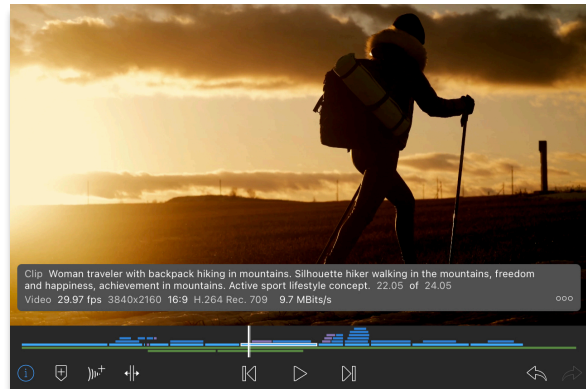 Clip Woman traveler with backpack hiking in mountains. Silhouette hiker walking in the mountains, freedom
and happiness, achievement in mountains. Active sport lifestyle concept. 22.05 of 24.05
Video 29.97 fps 3840x2160 16:9 H.264 Rec. 709 9.7 MBits/s